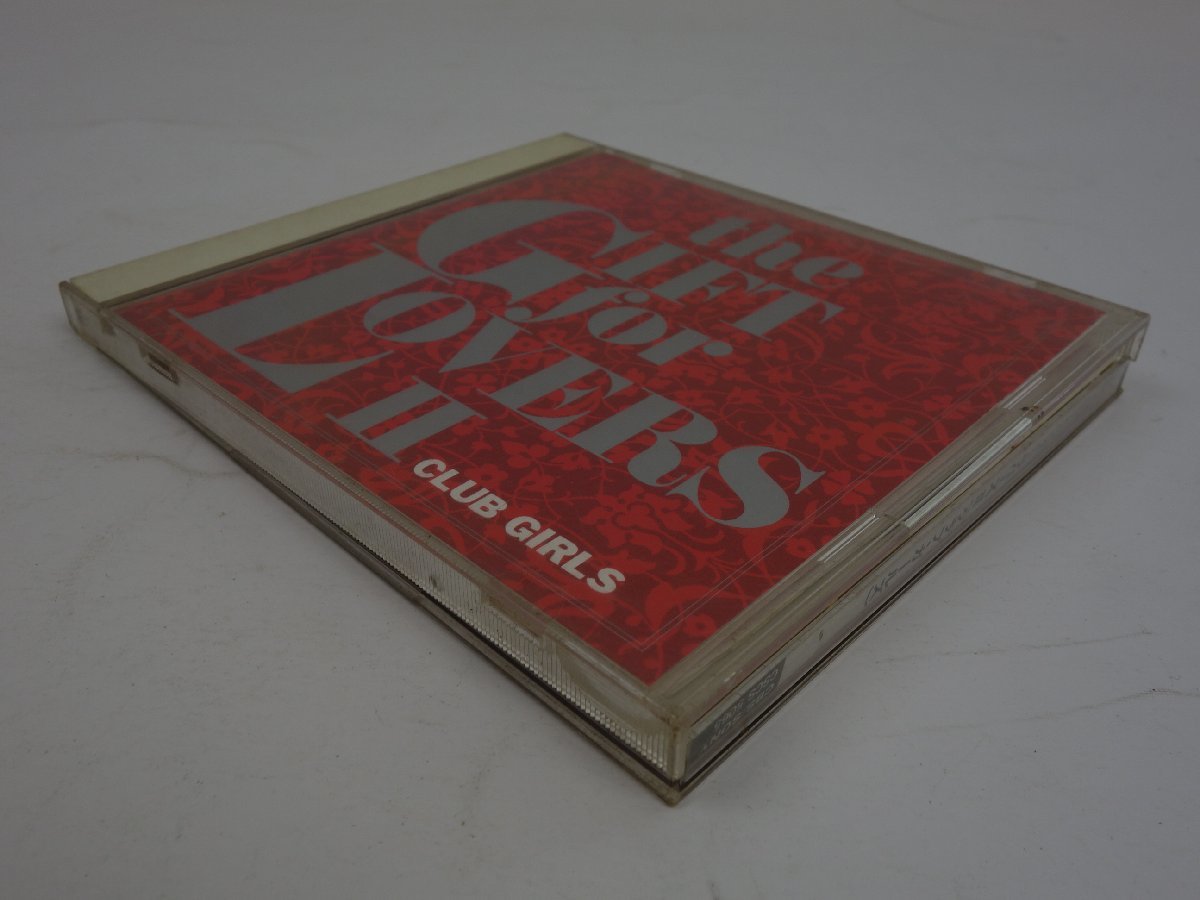 the
GIFT
for
LOVERS
II
CLUB GIRLS